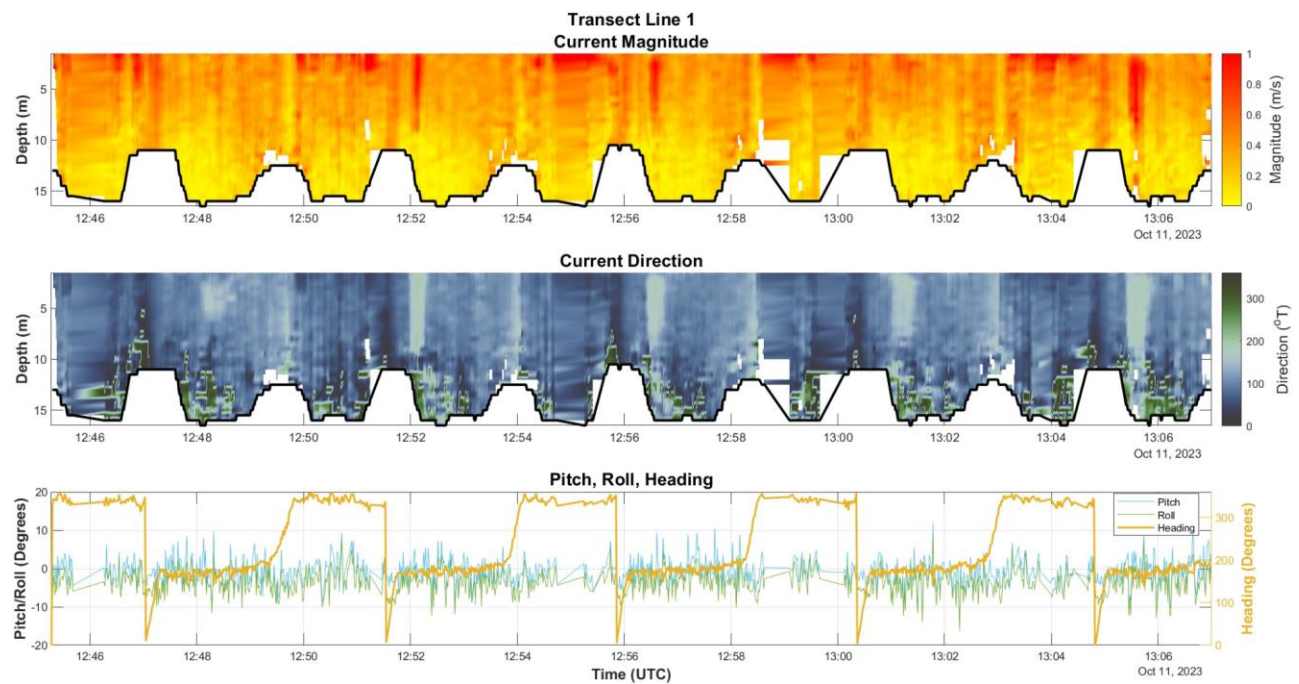 Transect Line 1
Current Magnitude
Depth (m)
5
10
15
12:46 12:48 12:50 12:52 12:54 12:56 12:58 13:00 13:02 13:04 13:06
Oct 11, 2023
1
0.8
0.6
0.4
0.2
0
Magnitude (m/s)
Current Direction
Depth (m)
5
10
15
12:46 12:48 12:50 12:52 12:54 12:56 12:58 13:00 13:02 13:04 13:06
Oct 11, 2023
300
200
100
0
Direction (⁰T)
Pitch, Roll, Heading
Pitch/Roll (Degrees)
20
10
0
-10
-20
Pitch
Roll
Heading
300
200
100
0
Heading (Degrees)
12:46 12:48 12:50 12:52 12:54 12:56 12:58 13:00 13:02 13:04 13:06
Time (UTC)
Oct 11, 2023